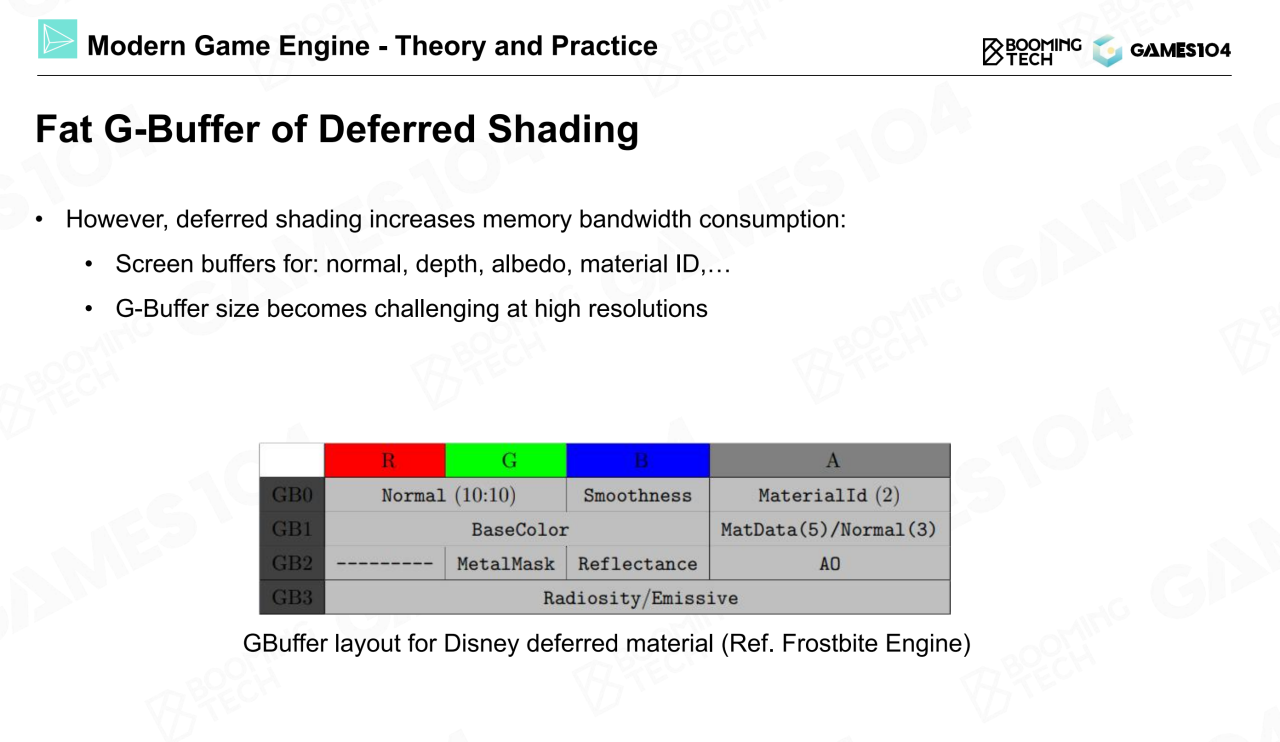 Modern Game Engine - Theory and Practice
BOOMING
TECH
GAMES104
Fat G-Buffer of Deferred Shading
• However, deferred shading increases memory bandwidth consumption:
• Screen buffers for: normal, depth, albedo, material ID,…
• G-Buffer size becomes challenging at high resolutions
R G B A
GB0 Normal (10:10) Smoothness MaterialId (2)
GB1 BaseColor MatData(5)/Normal(3)
GB2 --------- MetalMask Reflectance AO
GB3 Radiosity/Emissive
GBuffer layout for Disney deferred material (Ref. Frostbite Engine)